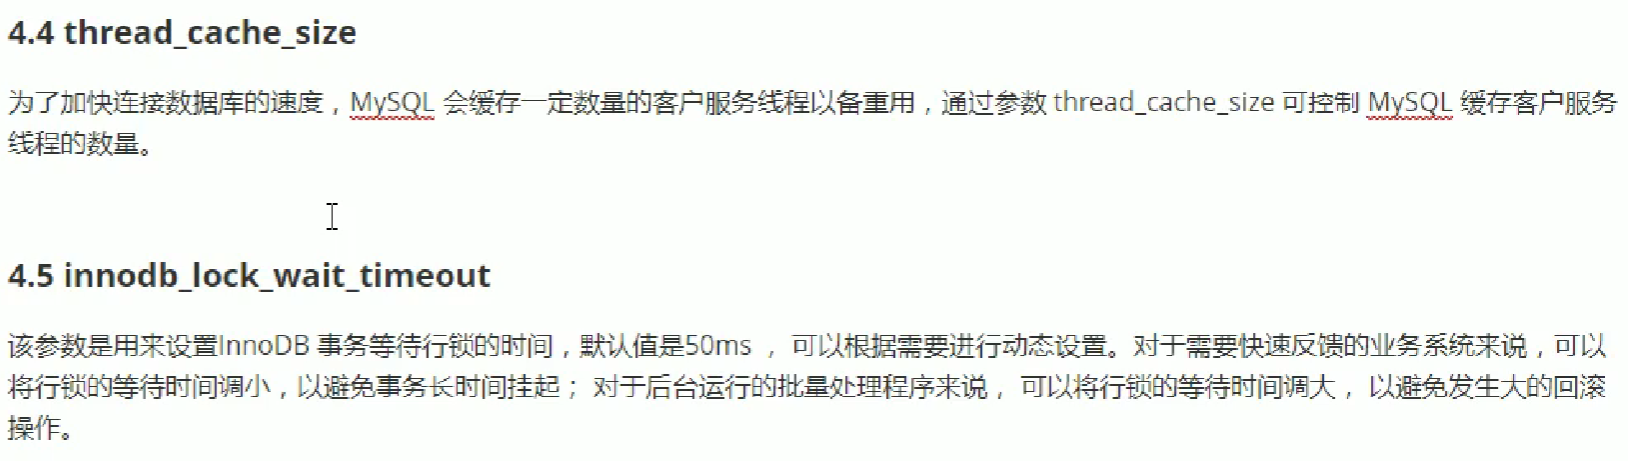 4.4 thread_cache_size
为了加快连接数据库的速度，MySQL 会缓存一定数量的客户服务线程以备重用，通过参数 thread_cache_size 可控制 MySQL 缓存客户服务
线程的数量。
4.5 innodb_lock_wait_timeout
该参数是用来设置InnoDB 事务等待行锁的时间，默认值是50ms ， 可以根据需要进行动态设置。对于需要快速反馈的业务系统来说，可以
将行锁的等待时间调小，以避免事务长时间挂起； 对于后台运行的批量处理程序来说， 可以将行锁的等待时间调大， 以避免发生大的回滚
操作。